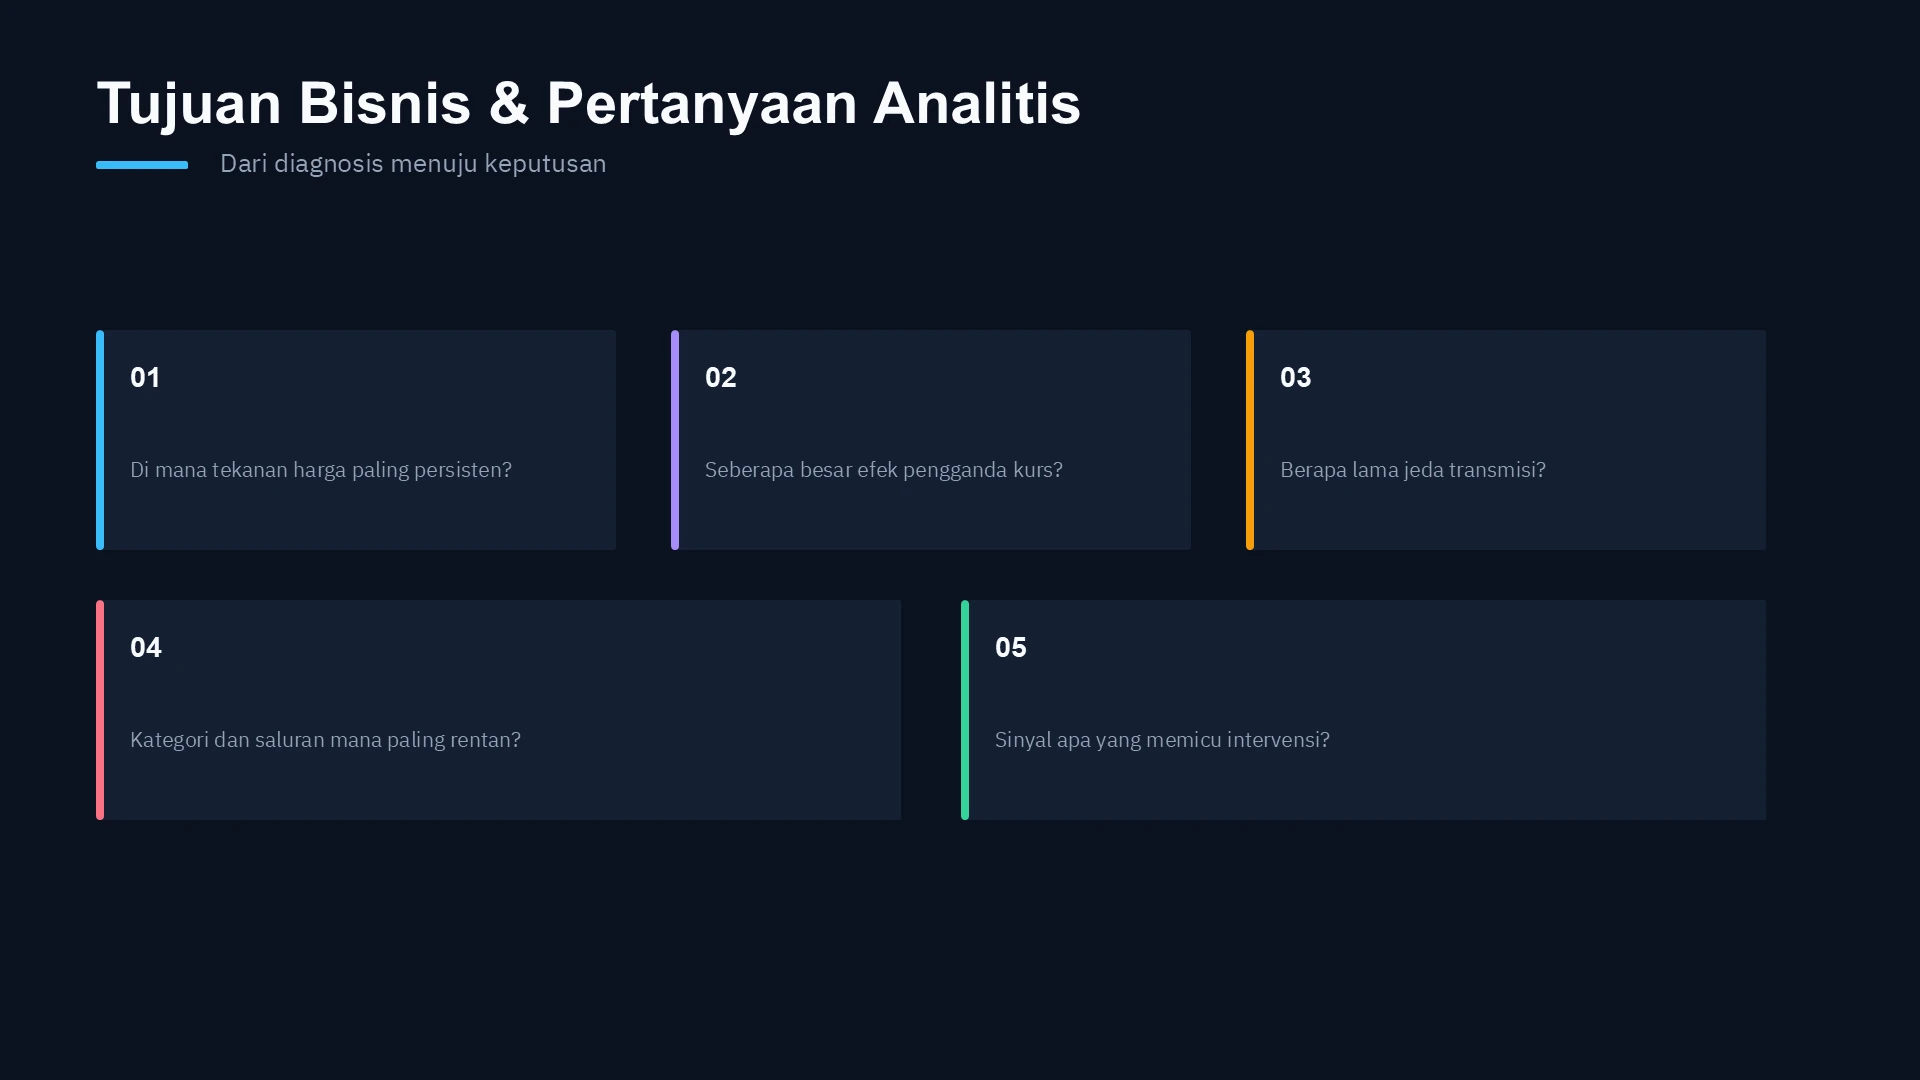 Tujuan Bisnis & Pertanyaan Analitis
Dari diagnosis menuju keputusan
01
Di mana tekanan harga paling persisten?
02
Seberapa besar efek pengganda kurs?
03
Berapa lama jeda transmisi?
04
Kategori dan saluran mana paling rentan?
05
Sinyal apa yang memicu intervensi?